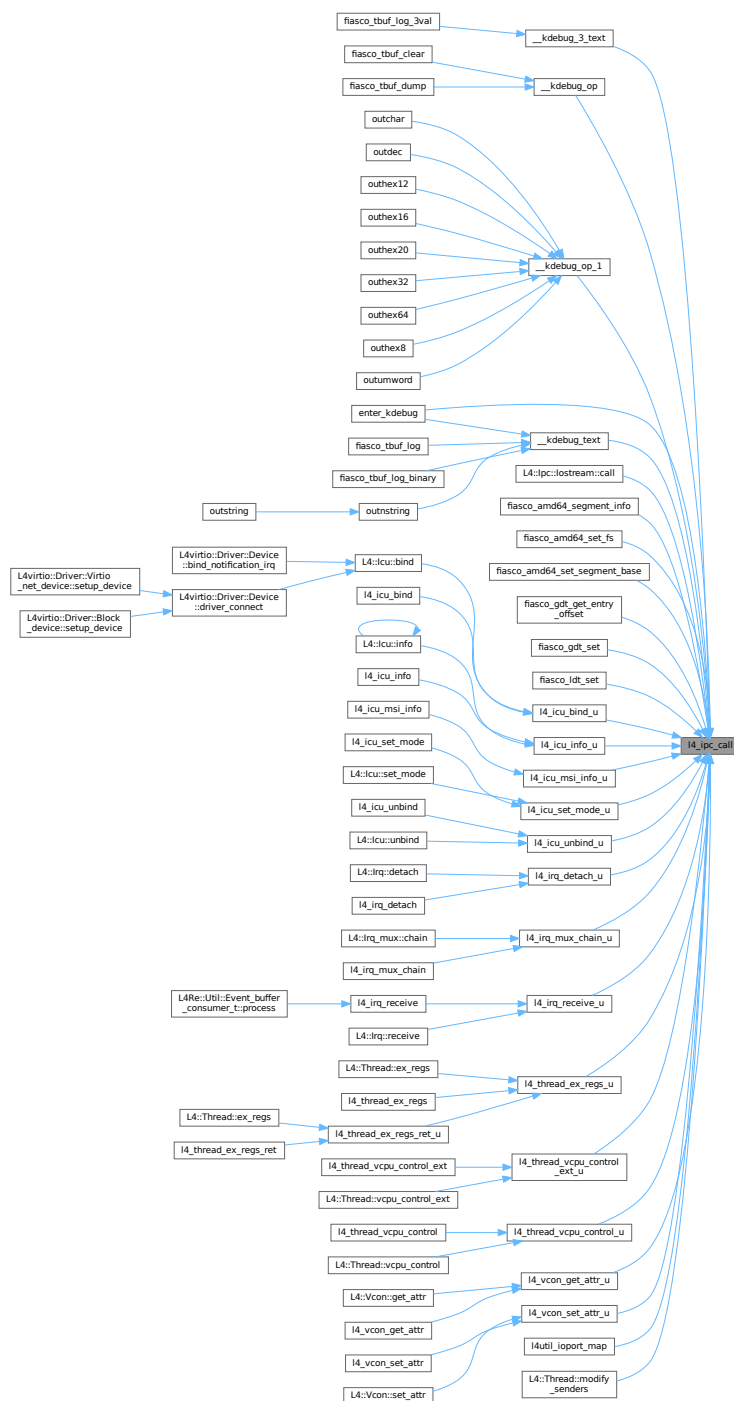 fiasco_tbuf_log_3val
__kdebug_3_text
fiasco_tbuf_clear
fiasco_tbuf_dump
__kdebug_op
outchar
outdec
outhex12
outhex16
outhex20
outhex32
outhex64
outhex8
outumword
__kdebug_op_1
enter_kdebug
fiasco_tbuf_log
fiasco_tbuf_log_binary
__kdebug_text
outstring
outnstring
L4::Ipc::Iostream::call
fiasco_amd64_segment_info
fiasco_amd64_set_fs
fiasco_amd64_set_segment_base
fiasco_gdt_get_entry
_offset
fiasco_gdt_set
fiasco_ldt_set
L4virtio::Driver::Virtio
_net_device::setup_device
L4virtio::Driver::Block
_device::setup_device
L4virtio::Driver::Device
::bind_notification_irq
L4virtio::Driver::Device
::driver_connect
L4::Icu::bind
l4_icu_bind
L4::Icu::info
l4_icu_info
l4_icu_msi_info
l4_icu_set_mode
L4::Icu::set_mode
l4_icu_unbind
L4::Icu::unbind
L4::Irq::detach
l4_irq_detach
l4_icu_bind_u
l4_icu_info_u
l4_icu_msi_info_u
l4_icu_set_mode_u
l4_icu_unbind_u
l4_irq_detach_u
l4_ipc_call
L4::Irq_mux::chain
l4_irq_mux_chain
l4_irq_mux_chain_u
L4Re::Util::Event_buffer
_consumer_t::process
l4_irq_receive
L4::Irq::receive
l4_irq_receive_u
L4::Thread::ex_regs
l4_thread_ex_regs
l4_thread_ex_regs_u
L4::Thread::ex_regs
l4_thread_ex_regs_ret
l4_thread_ex_regs_ret_u
l4_thread_vcpu_control_ext
L4::Thread::vcpu_control_ext
l4_thread_vcpu_control
_ext_u
l4_thread_vcpu_control
L4::Thread::vcpu_control
l4_thread_vcpu_control_u
L4::Vcon::get_attr
l4_vcon_get_attr
l4_vcon_get_attr_u
l4_vcon_set_attr
L4::Vcon::set_attr
l4_vcon_set_attr_u
l4util_ioport_map
L4::Thread::modify
_senders